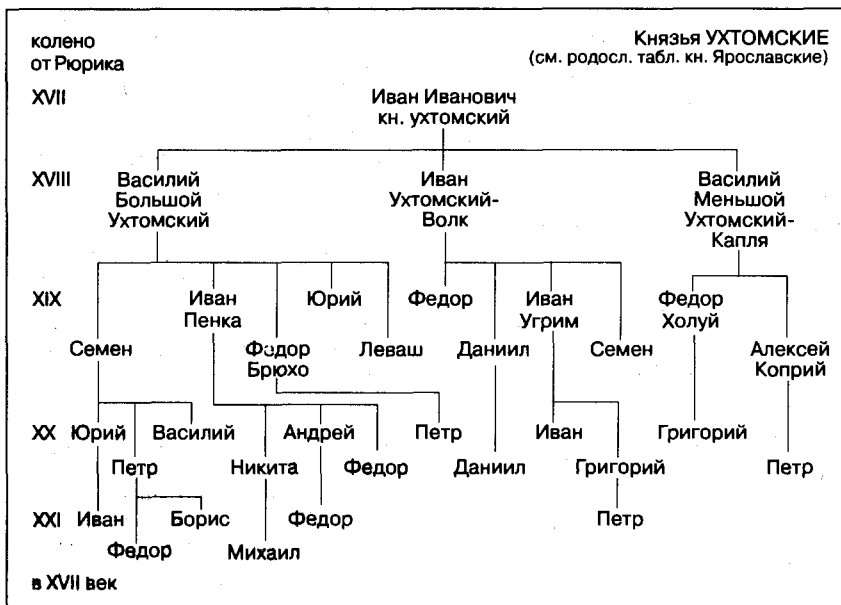 колено
от Рюрика
Князья УХТОМСКИЕ
(см. родосл. табл. кн. Ярославские)
XVII
Иван Иванович
кн. ухтомский
XVIII
Василий
Большой
Ухтомский
Иван
Ухтомский-
Волк
Василий
Меньшой
Ухтомский-
Капля
XIX
Иван
Пенка
Юрий
Федор
Иван
Угрим
Федор
Холуй
Семен
Федор
Брюхо
Леваш
Даниил
Семен
Алексей
Коприй
XX
Юрий
Василий
Андрей
Петр
Иван
Григорий
Петр
Никита
Федор
Даниил
Григорий
Петр
XXI
Иван
Борис
Федор
Петр
Федор
Михаил
в XVII век